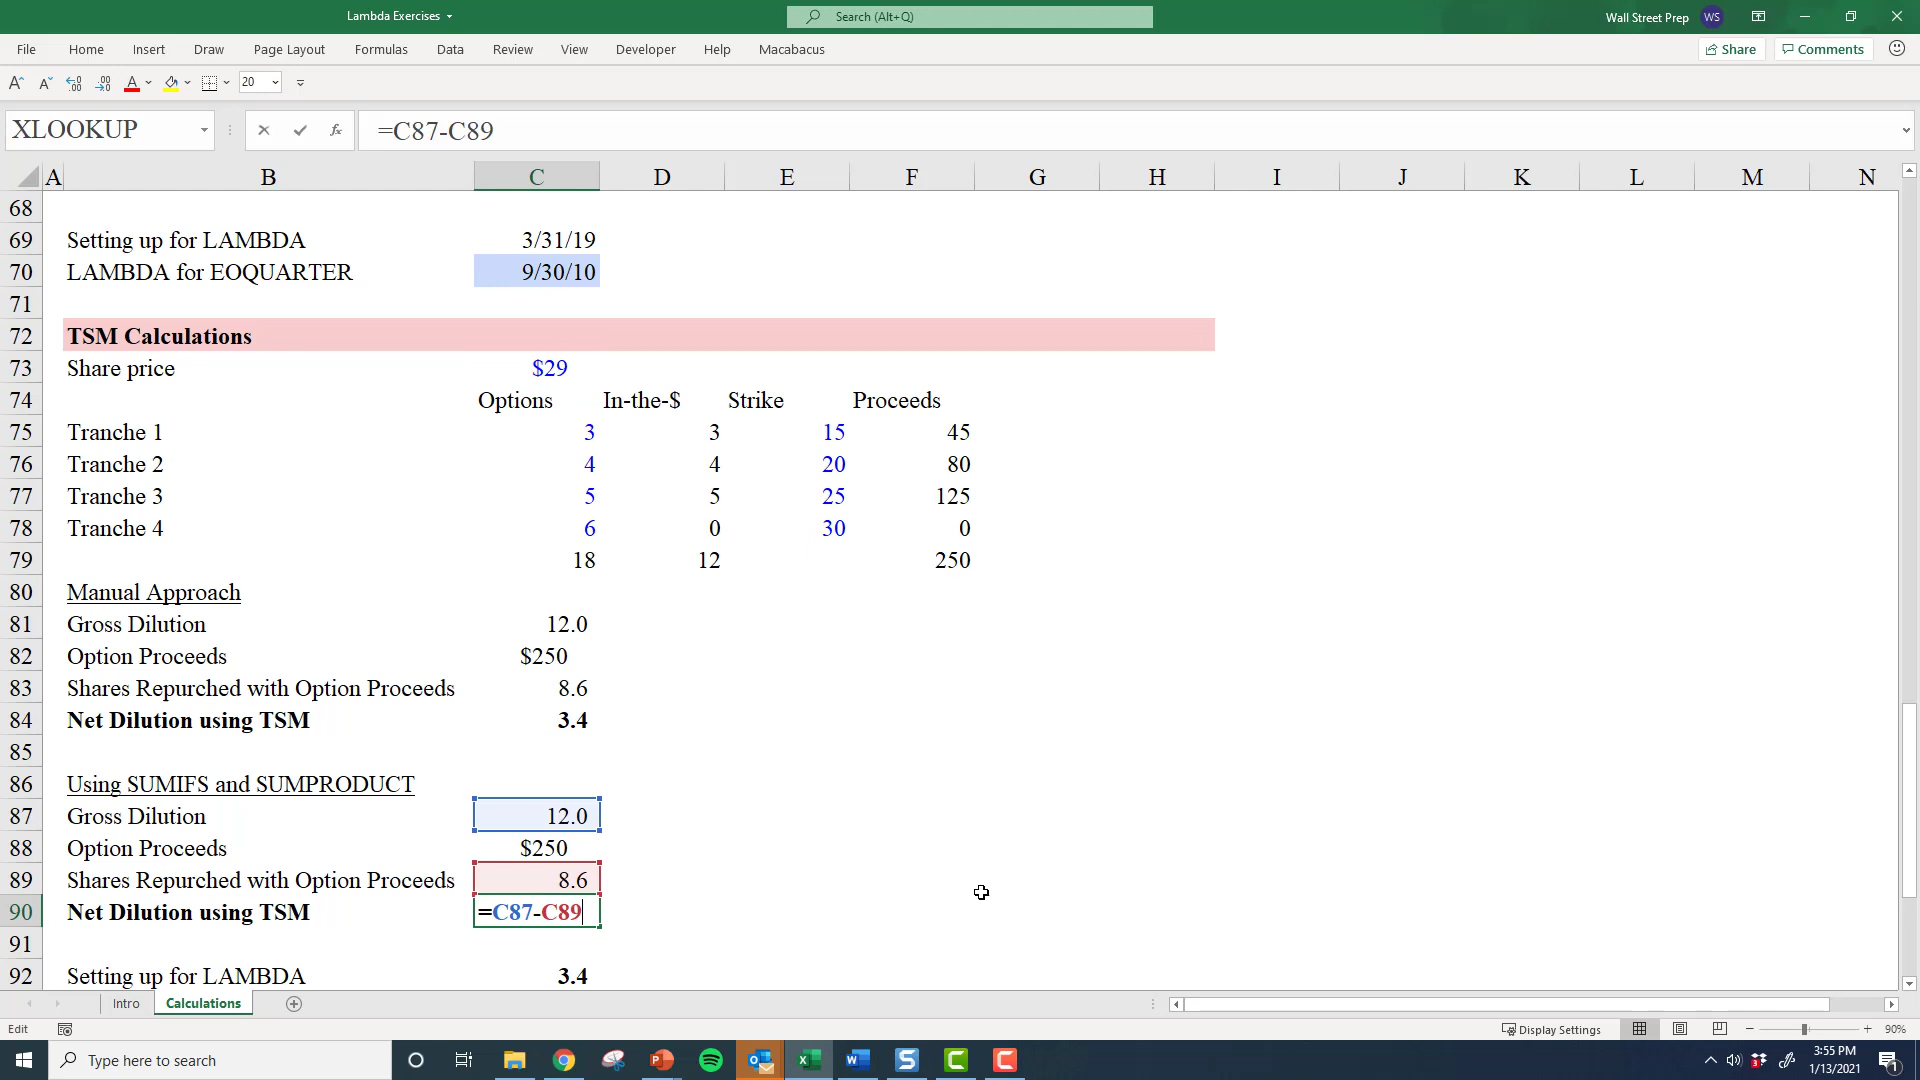 Lambda Exercises
Search (Alt+Q)
Wall Street Prep WS
File Home Insert Draw Page Layout Formulas Data Review View Developer Help Macabacus Share Comments
A A A 20
XLOOKUP fx =C87-C89
A B C D E F G H I J K L M N
68
69 Setting up for LAMBDA 3/31/19
70 LAMBDA for EOQUARTER 9/30/10
71
72 TSM Calculations
73 Share price $29
74 Options In-the-$ Strike Proceeds
75 Tranche 1 3 3 15 45
76 Tranche 2 4 4 20 80
77 Tranche 3 5 5 25 125
78 Tranche 4 6 0 30 0
79 18 12 250
80 Manual Approach
81 Gross Dilution 12.0
82 Option Proceeds $250
83 Shares Repurched with Option Proceeds 8.6
84 Net Dilution using TSM 3.4
85
86 Using SUMIFS and SUMPRODUCT
87 Gross Dilution 12.0
88 Option Proceeds $250
89 Shares Repurched with Option Proceeds 8.6
90 Net Dilution using TSM =C87-C89
91
92 Setting up for LAMBDA 3.4
Intro Calculations
Edit Display Settings 90%
Type here to search
3:55 PM
1/13/2021